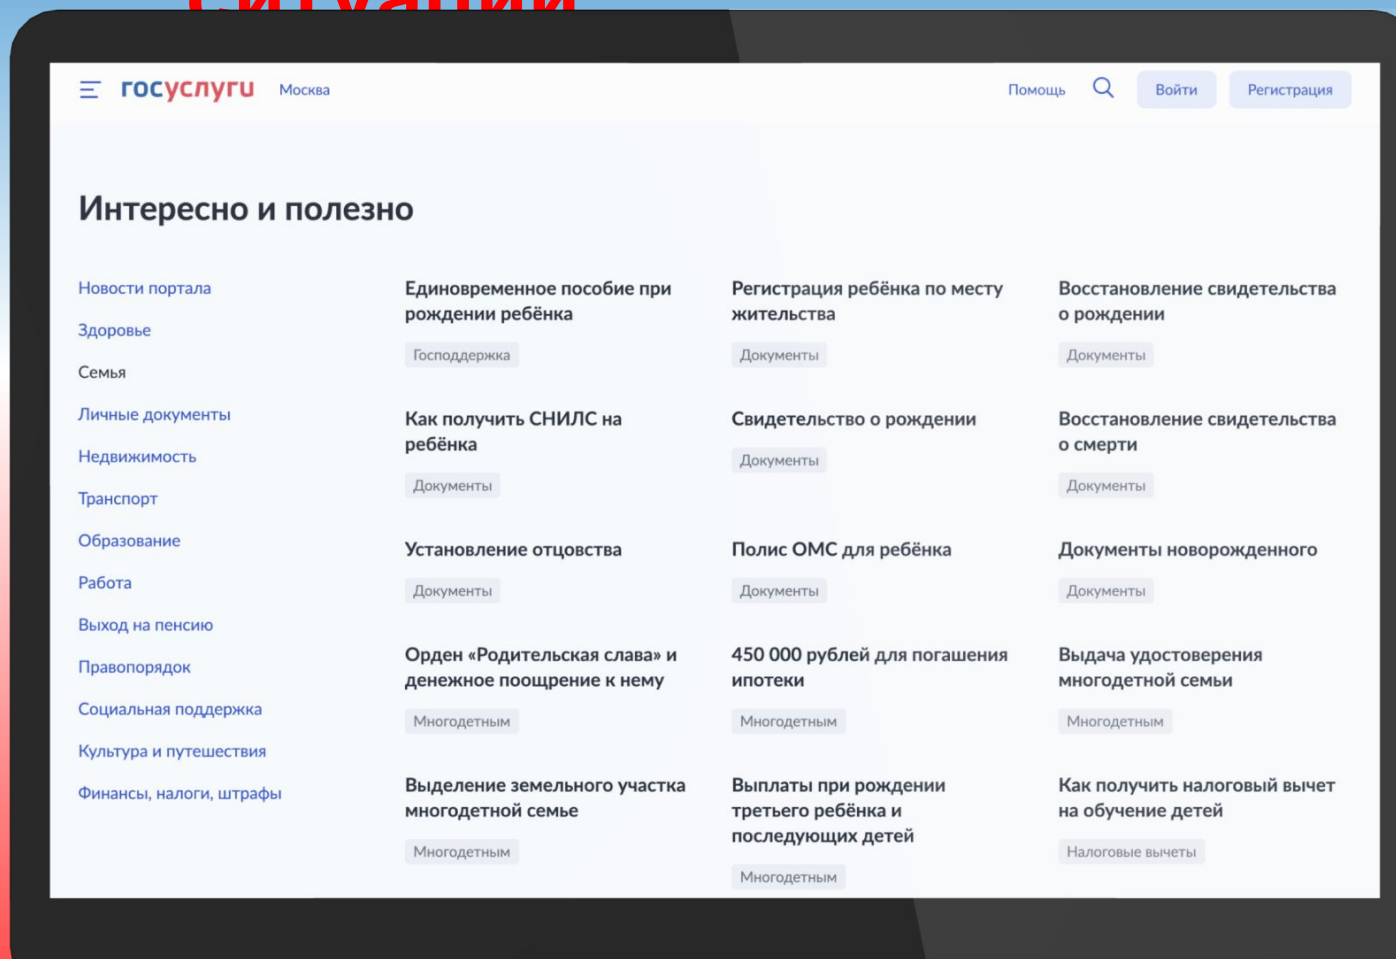 ситуации
госуслуги Москва Помощь Войти Регистрация
Интересно и полезно
Новости портала
Здоровье
Семья
Личные документы
Недвижимость
Транспорт
Образование
Работа
Выход на пенсию
Правопорядок
Социальная поддержка
Культура и путешествия
Финансы, налоги, штрафы
Единовременное пособие при
рождении ребёнка
Господдержка
Регистрация ребёнка по месту
жительства
Документы
Восстановление свидетельства
о рождении
Документы
Как получить СНИЛС на
ребёнка
Документы
Свидетельство о рождении
Документы
Восстановление свидетельства
о смерти
Документы
Установление отцовства
Документы
Полис ОМС для ребёнка
Документы
Документы новорожденного
Документы
Орден «Родительская слава» и
денежное поощрение к нему
Многодетным
450 000 рублей для погашения
ипотеки
Многодетным
Выдача удостоверения
многодетной семьи
Многодетным
Выделение земельного участка
многодетной семье
Многодетным
Выплаты при рождении
третьего ребёнка и
последующих детей
Многодетным
Как получить налоговый вычет
на обучение детей
Налоговые вычеты